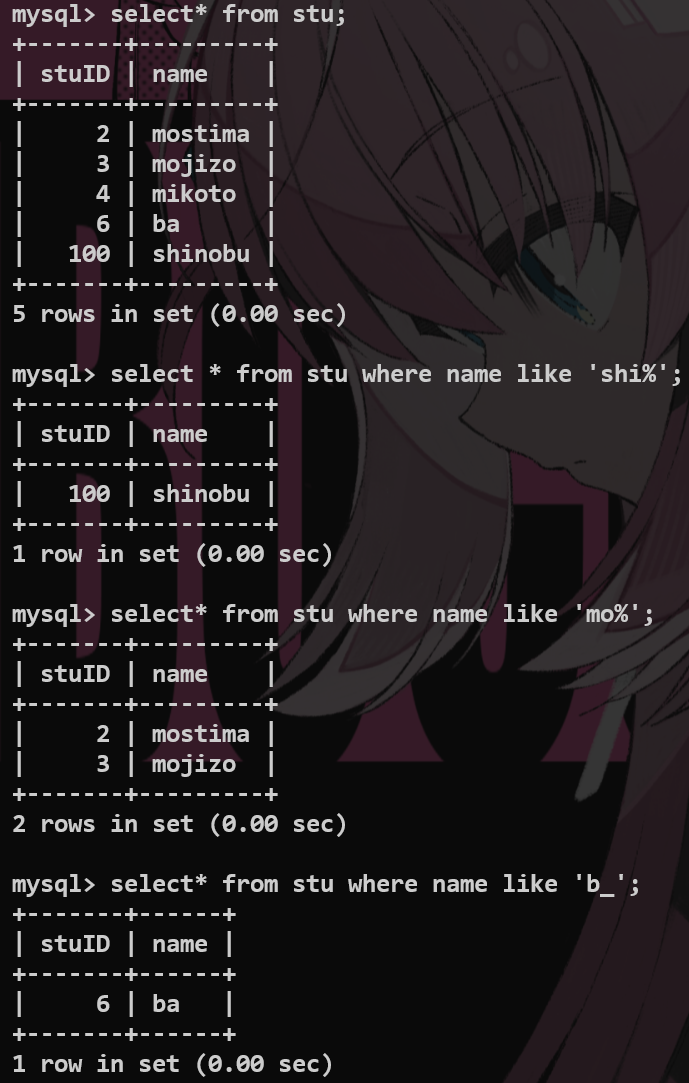 mysql> select* from stu;
+-------+---------+
| stuID | name    |
+-------+---------+
|     2 | mostima |
|     3 | mojizo  |
|     4 | mikoto  |
|     6 | ba      |
|   100 | shinobu |
+-------+---------+
5 rows in set (0.00 sec)

mysql> select * from stu where name like 'shi%';
+-------+---------+
| stuID | name    |
+-------+---------+
|   100 | shinobu |
+-------+---------+
1 row in set (0.00 sec)

mysql> select* from stu where name like 'mo%';
+-------+---------+
| stuID | name    |
+-------+---------+
|     2 | mostima |
|     3 | mojizo  |
+-------+---------+
2 rows in set (0.00 sec)

mysql> select* from stu where name like 'b_';
+-------+------+
| stuID | name |
+-------+------+
|     6 | ba   |
+-------+------+
1 row in set (0.00 sec)